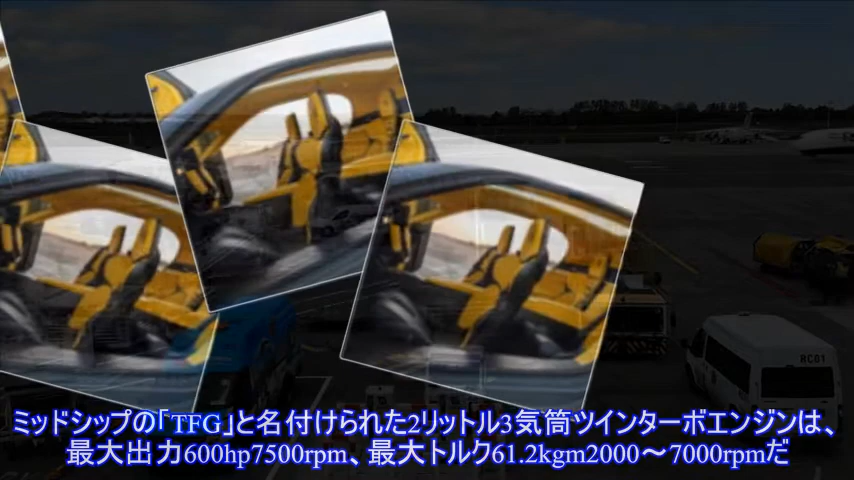 RC01
ミッドシップの「TFG」と名付けられた2リットル3気筒ツインターボエンジンは、
最大出力600hp7500rpm、最大トルク61.2kgm2000～7000rpmだ